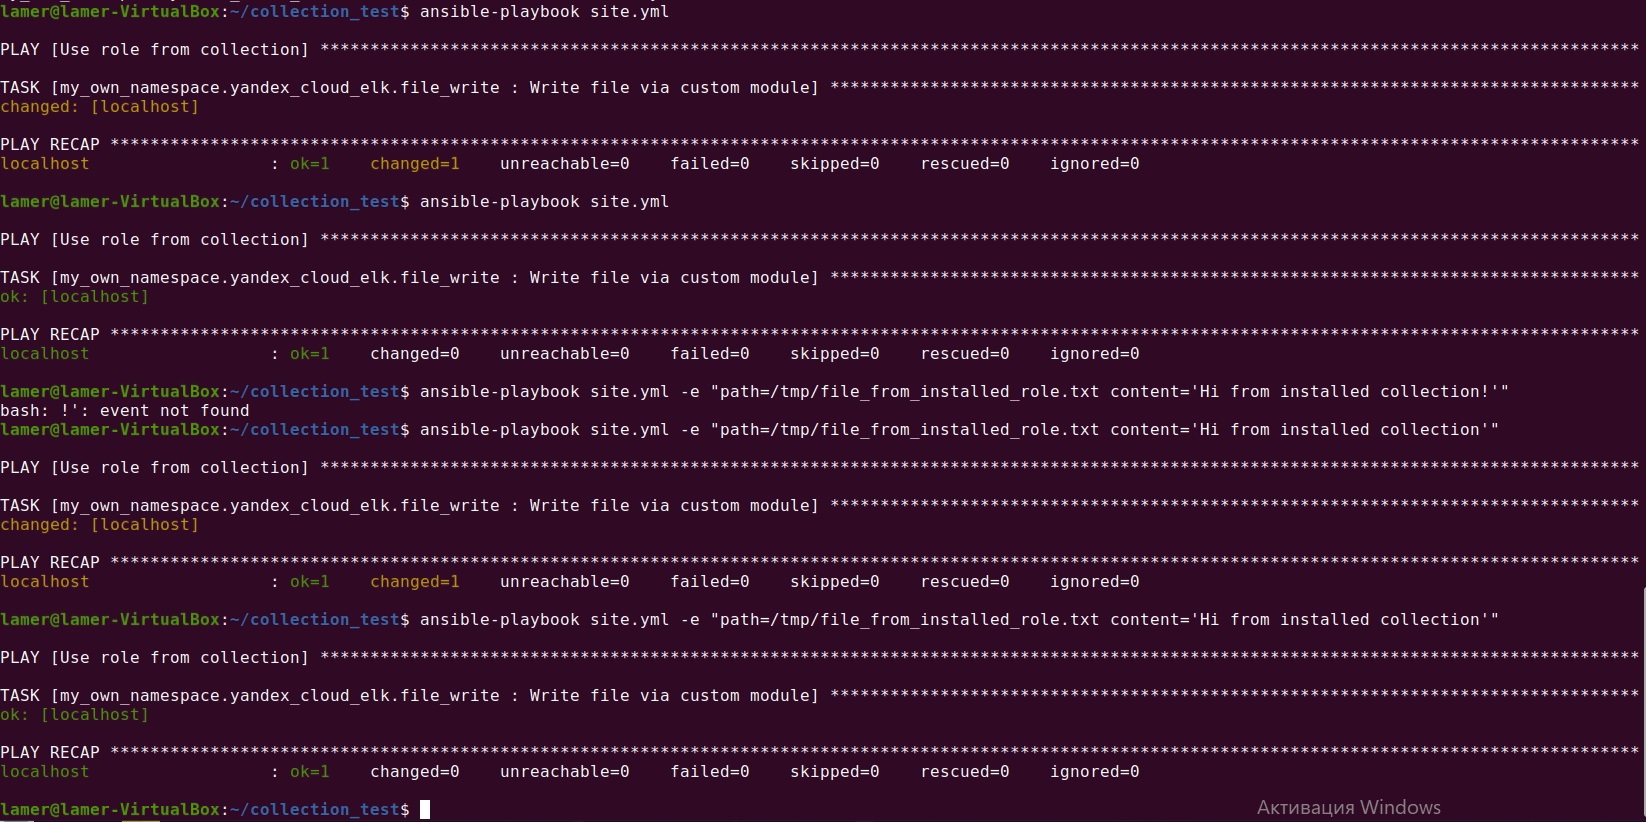 lamer@lamer-VirtualBox:~/collection_test$ ansible-playbook site.yml
PLAY [Use role from collection] ************************************************************************************************************************************
TASK [my_own_namespace.yandex_cloud_elk.file_write : Write file via custom module] *********************************************************************************
changed: [localhost]
PLAY RECAP *********************************************************************************************************************************************************
localhost                  : ok=1    changed=1    unreachable=0    failed=0    skipped=0    rescued=0    ignored=0
lamer@lamer-VirtualBox:~/collection_test$ ansible-playbook site.yml
PLAY [Use role from collection] ************************************************************************************************************************************
TASK [my_own_namespace.yandex_cloud_elk.file_write : Write file via custom module] *********************************************************************************
ok: [localhost]
PLAY RECAP *********************************************************************************************************************************************************
localhost                  : ok=1    changed=0    unreachable=0    failed=0    skipped=0    rescued=0    ignored=0
lamer@lamer-VirtualBox:~/collection_test$ ansible-playbook site.yml -e "path=/tmp/file_from_installed_role.txt content='Hi from installed collection!'"
bash: !': event not found
lamer@lamer-VirtualBox:~/collection_test$ ansible-playbook site.yml -e "path=/tmp/file_from_installed_role.txt content='Hi from installed collection'"
PLAY [Use role from collection] ************************************************************************************************************************************
TASK [my_own_namespace.yandex_cloud_elk.file_write : Write file via custom module] *********************************************************************************
changed: [localhost]
PLAY RECAP *********************************************************************************************************************************************************
localhost                  : ok=1    changed=1    unreachable=0    failed=0    skipped=0    rescued=0    ignored=0
lamer@lamer-VirtualBox:~/collection_test$ ansible-playbook site.yml -e "path=/tmp/file_from_installed_role.txt content='Hi from installed collection'"
PLAY [Use role from collection] ************************************************************************************************************************************
TASK [my_own_namespace.yandex_cloud_elk.file_write : Write file via custom module] *********************************************************************************
ok: [localhost]
PLAY RECAP *********************************************************************************************************************************************************
localhost                  : ok=1    changed=0    unreachable=0    failed=0    skipped=0    rescued=0    ignored=0
lamer@lamer-VirtualBox:~/collection_test$
Активация Windows